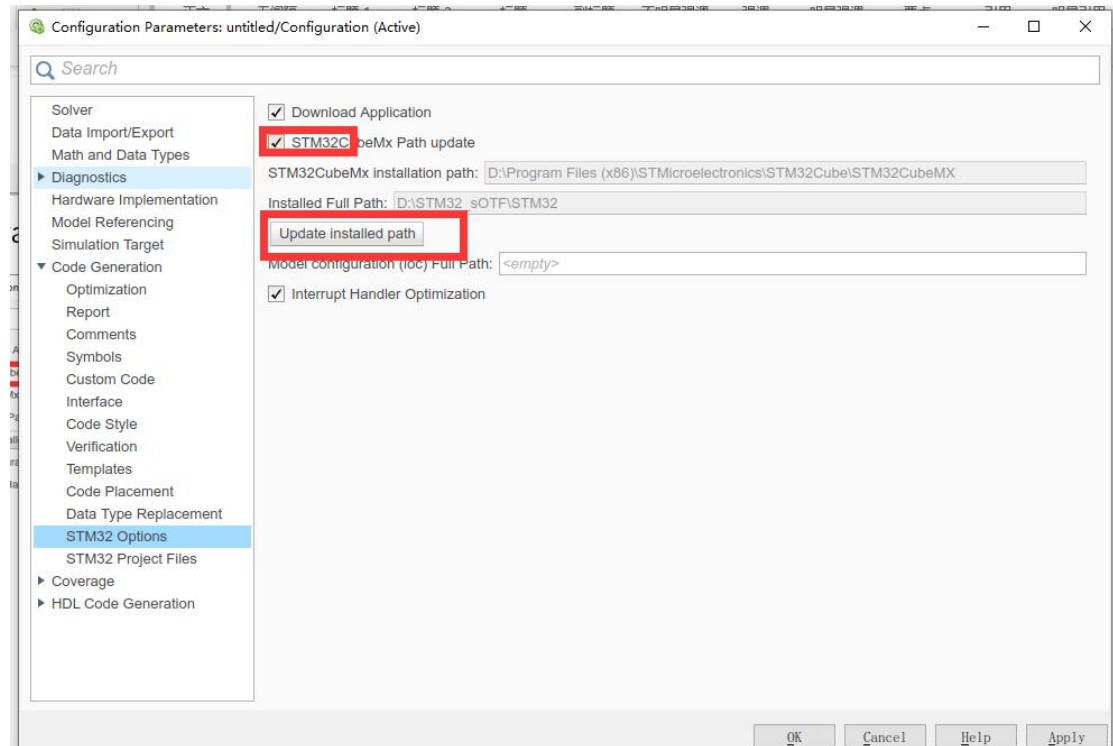 Configuration Parameters: untitled/Configuration (Active)
Search
Solver
Data Import/Export
Math and Data Types
Diagnostics
Hardware Implementation
Model Referencing
Simulation Target
Code Generation
Optimization
Report
Comments
Symbols
Custom Code
Interface
Code Style
Verification
Templates
Code Placement
Data Type Replacement
STM32 Options
STM32 Project Files
Coverage
HDL Code Generation
Download Application
STM32CubeMx Path update
STM32CubeMx installation path: D:\Program Files (x86)\STMicroelectronics\STM32Cube\STM32CubeMX
Installed Full Path: D:\STM32_sOTF\STM32
Update installed path
Model configuration (ioc) Full Path: <empty>
Interrupt Handler Optimization
OK Cancel Help Apply